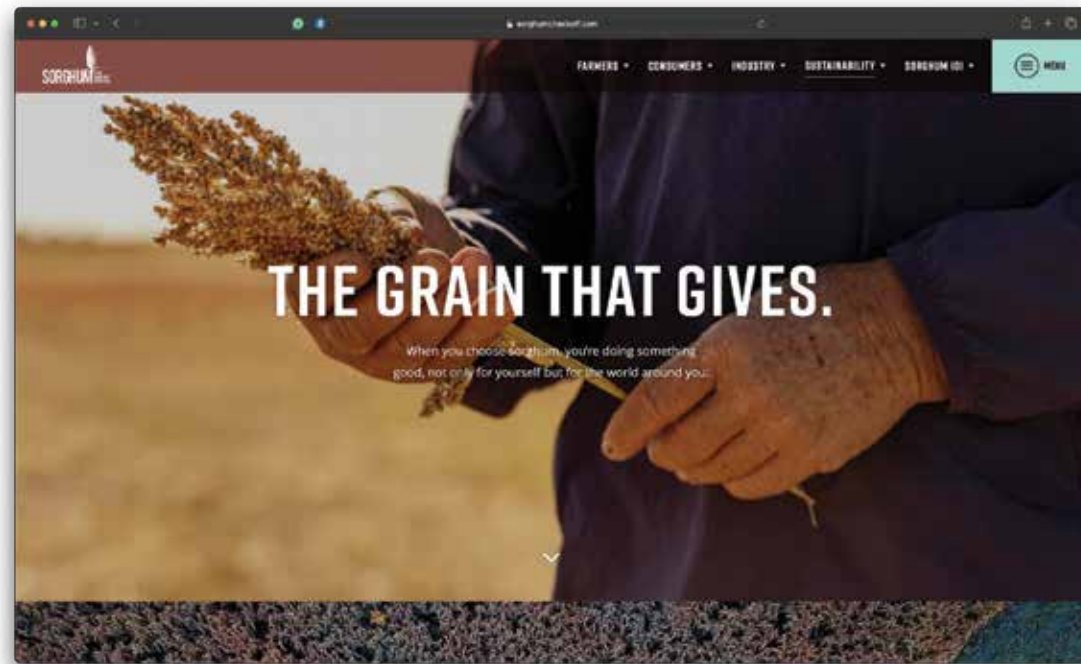 SORGHUM
FARMERS
CONSUMERS
INDUSTRY
SUSTAINABILITY
SORGHUM 101
MENU
THE GRAIN THAT GIVES.
When you choose sorghum, you're doing something
good, not only for yourself but for the world around you.